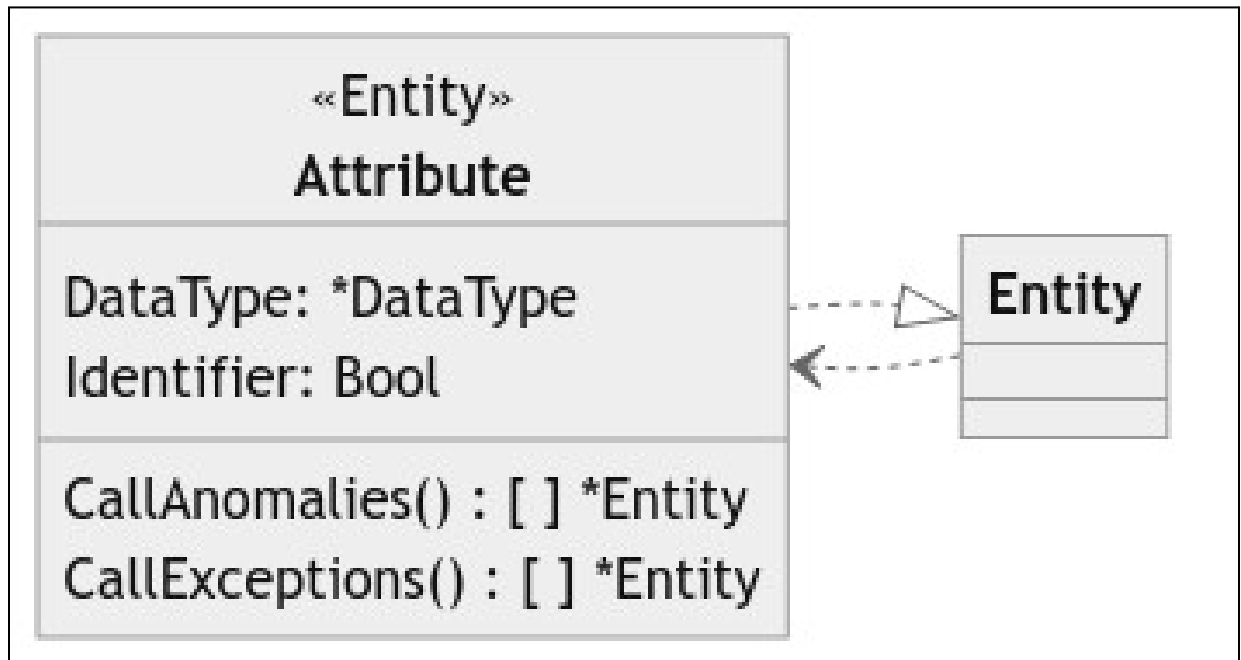 «Entity»
Attribute
DataType: *DataType
Identifier: Bool
CallAnomalies() : [ ] *Entity
CallExceptions() : [ ] *Entity
Entity